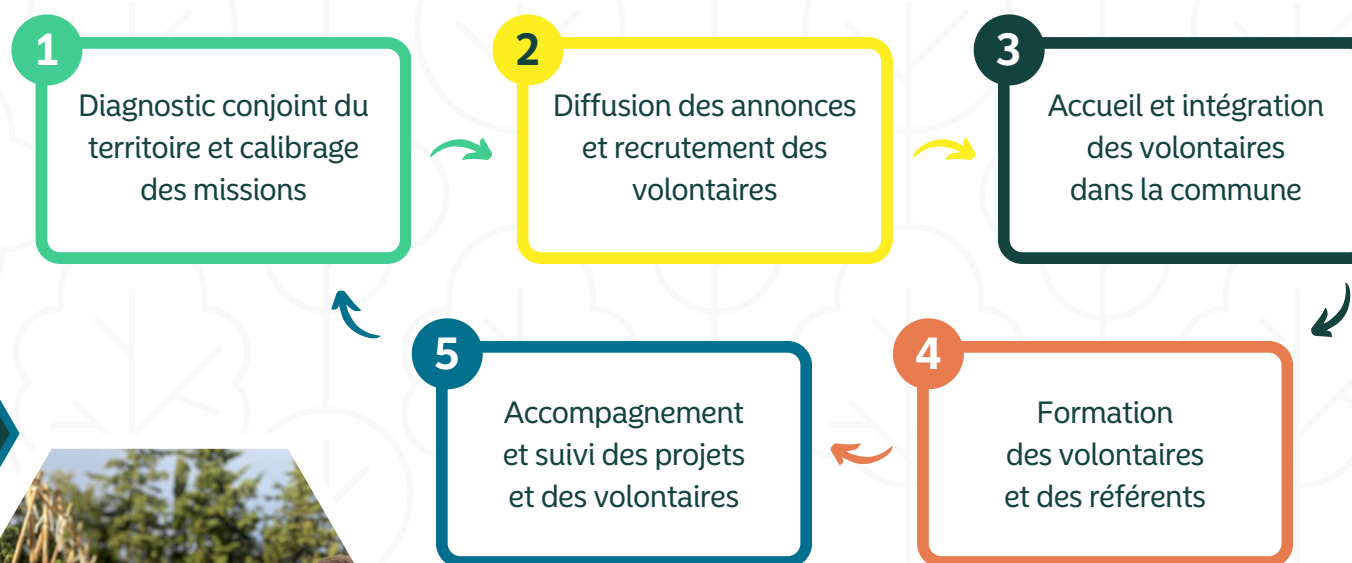 1
Diagnostic conjoint du
territoire et calibrage
des missions
2
Diffusion des annonces
et recrutement des
volontaires
3
Accueil et intégration
des volontaires
dans la commune
4
Formation
des volontaires
et des référents
5
Accompagnement
et suivi des projets
et des volontaires